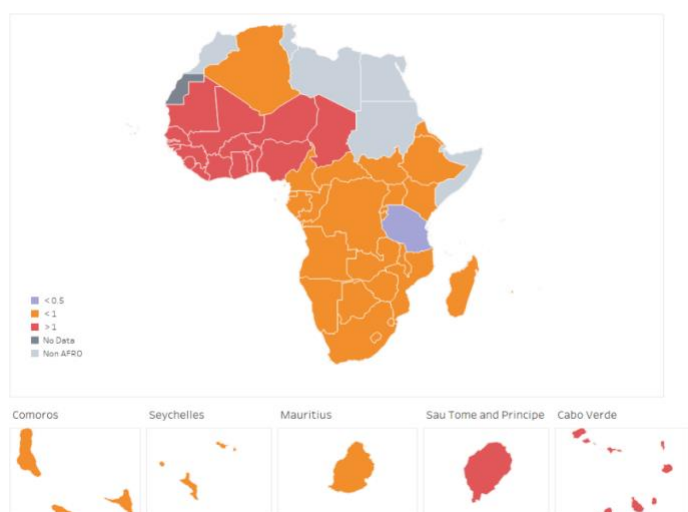 < 0.5
< 1
> 1
No Data
Non AFRO
Comoros
Seychelles
Mauritius
Sau Tome and Principe
Cabo Verde